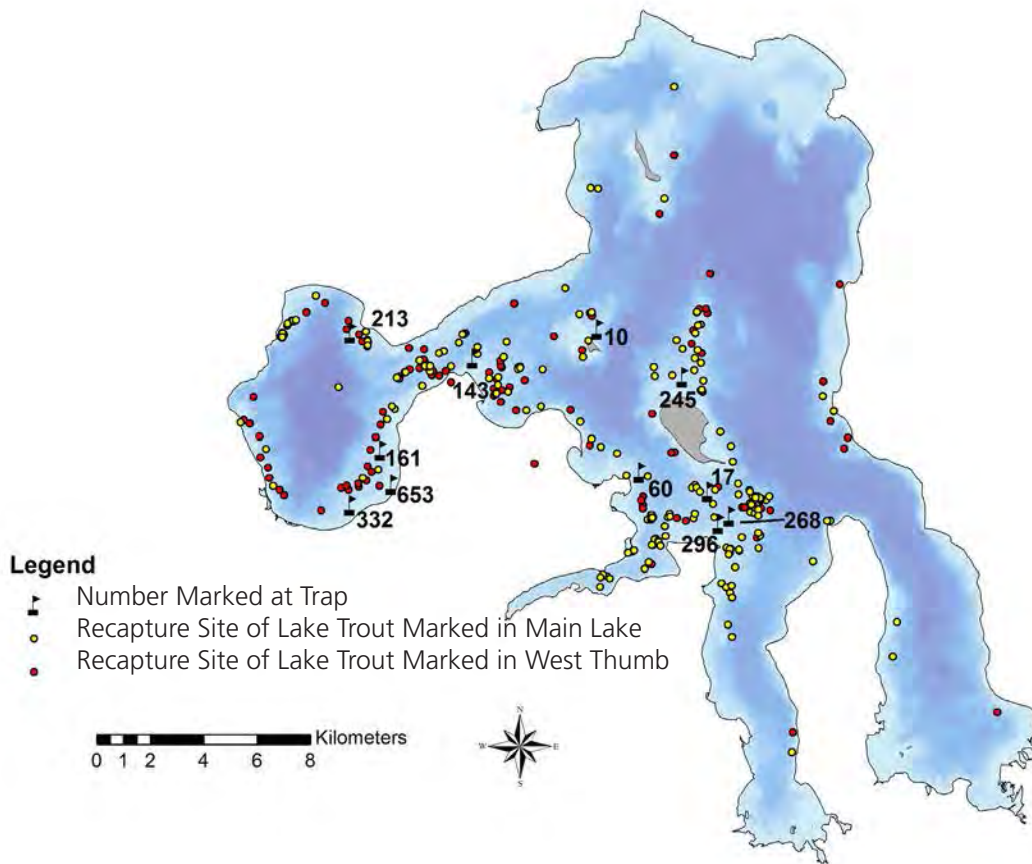 213
10
143
245
161
653
332
60
17
296
268
Legend
Number Marked at Trap
Recapture Site of Lake Trout Marked in Main Lake
Recapture Site of Lake Trout Marked in West Thumb
Kilometers
0 1 2 4 6 8
N
W E
S